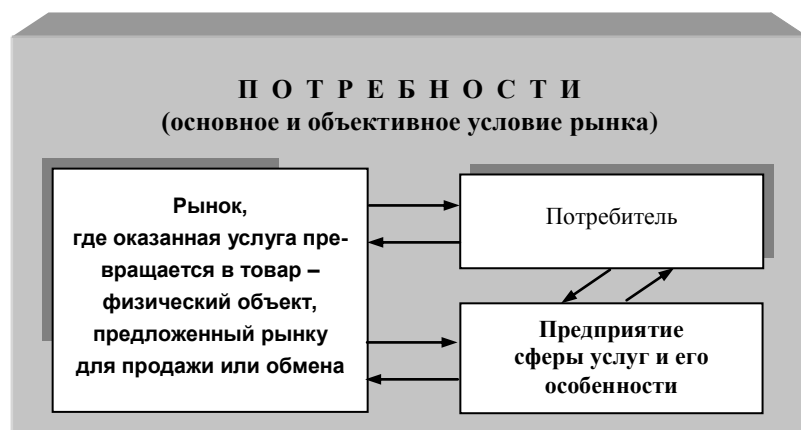 П О Т Р Е Б Н О С Т И
(основное и объективное условие рынка)
Рынок,
где оказанная услуга пре-
вращается в товар –
физический объект,
предложенный рынку
для продажи или обмена
Потребитель
Предприятие
сферы услуг и его
особенности